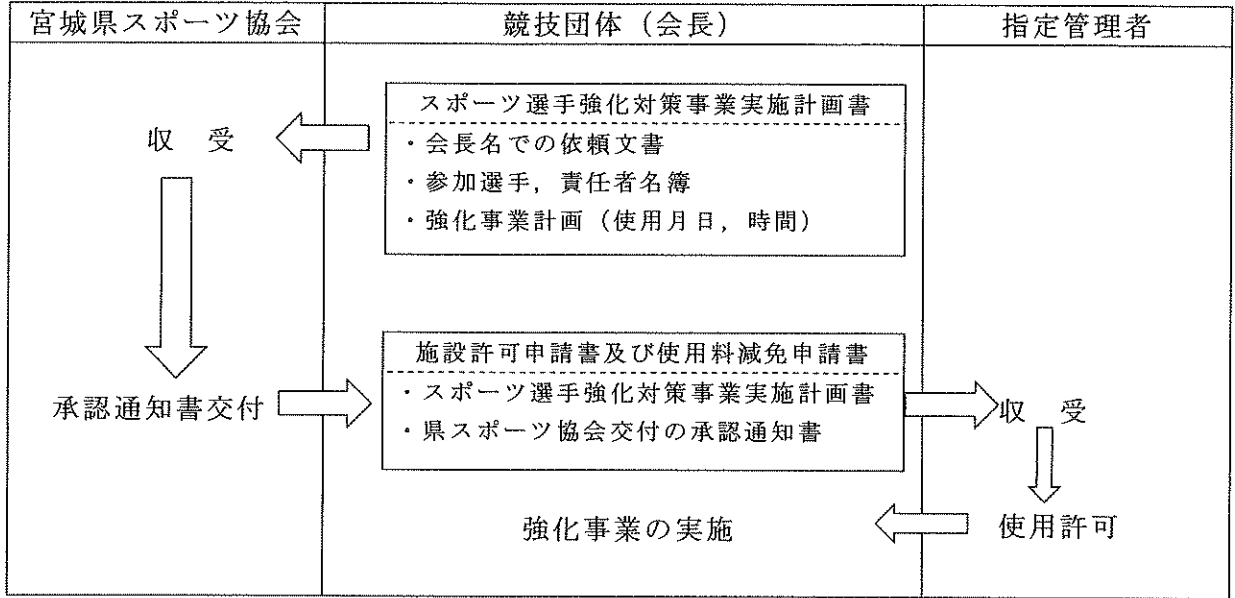 宮城県スポーツ協会
競技団体（会長）
指定管理者
スポーツ選手強化対策事業実施計画書
・会長名での依頼文書
・参加選手，責任者名簿
・強化事業計画（使用月日，時間）
収　受
施設許可申請書及び使用料減免申請書
・スポーツ選手強化対策事業実施計画書
・県スポーツ協会交付の承認通知書
承認通知書交付
収　受
強化事業の実施
使用許可